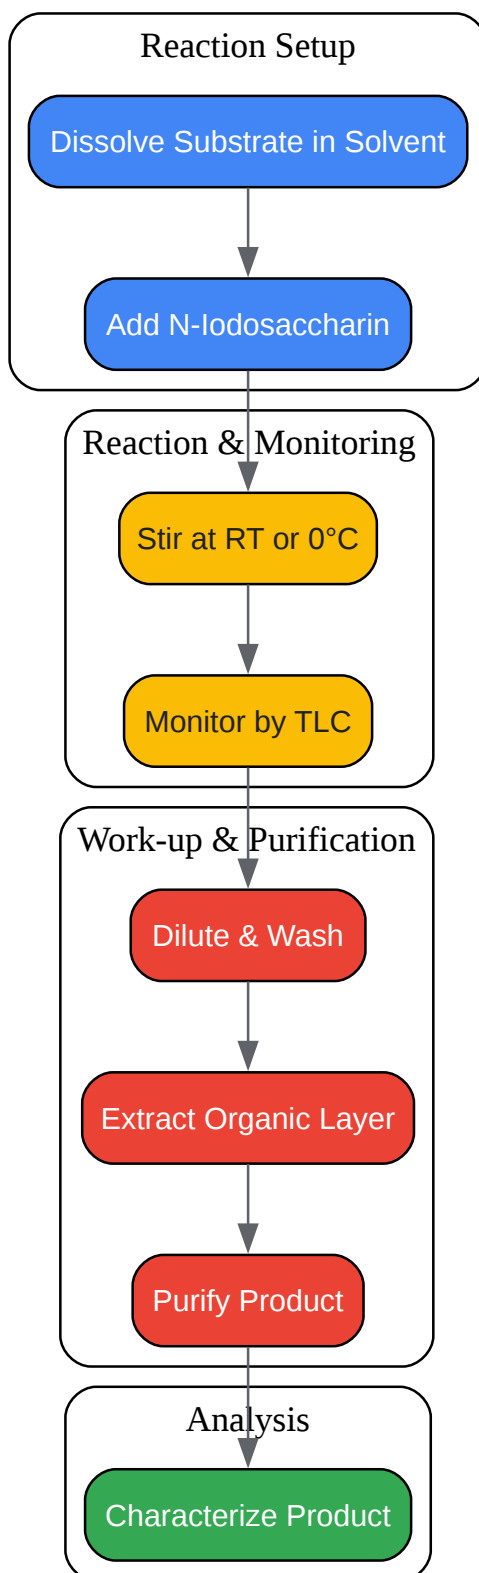 Reaction Setup
Dissolve Substrate in Solvent
Add N-Iodosaccharin
Reaction & Monitoring
Stir at RT or 0°C
Monitor by TLC
Work-up & Purification
Dilute & Wash
Extract Organic Layer
Purify Product
Analysis
Characterize Product